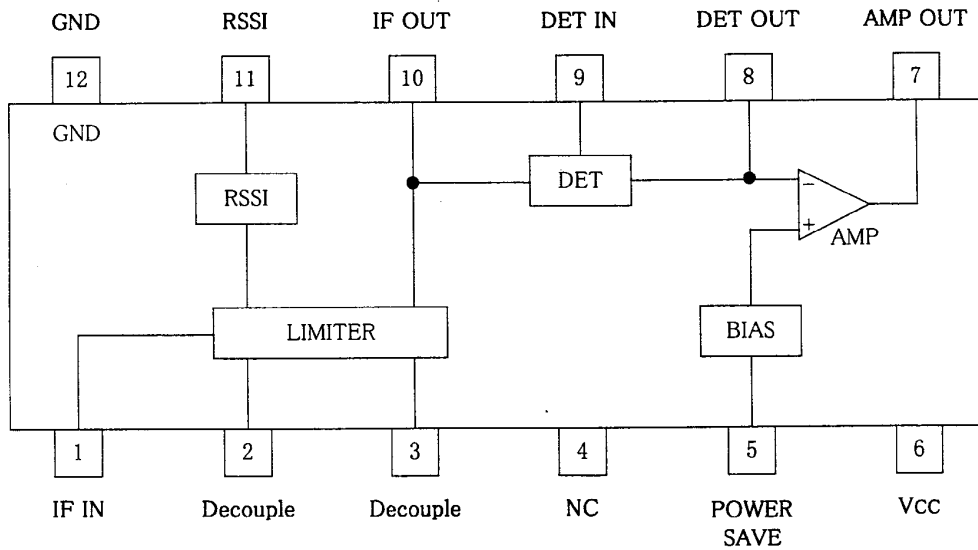 GND RSSI IF OUT DET IN DET OUT AMP OUT
12 11 10 9 8 7
GND
RSSI DET −
+
AMP
LIMITER BIAS
1 2 3 4 5 6
IF IN Decouple Decouple NC POWER SAVE VCC